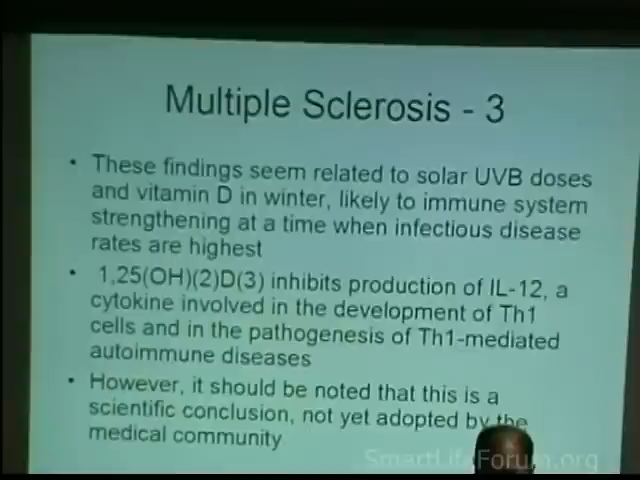 Multiple Sclerosis - 3
• These findings seem related to solar UVB doses
and vitamin D in winter, likely to immune system
strengthening at a time when infectious disease
rates are highest
• 1,25(OH)(2)D(3) inhibits production of IL-12, a
cytokine involved in the development of Th1
cells and in the pathogenesis of Th1-mediated
autoimmune diseases
• However, it should be noted that this is a
scientific conclusion, not yet adopted by the
medical community
SmartLifeForum.org